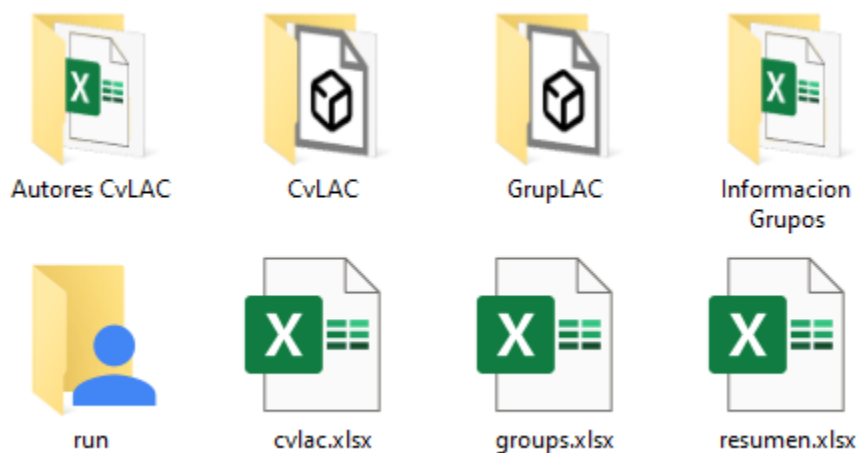 Autores CvLAC
CvLAC
GrupLAC
Informacion
Grupos
run
cvlac.xlsx
groups.xlsx
resumen.xlsx